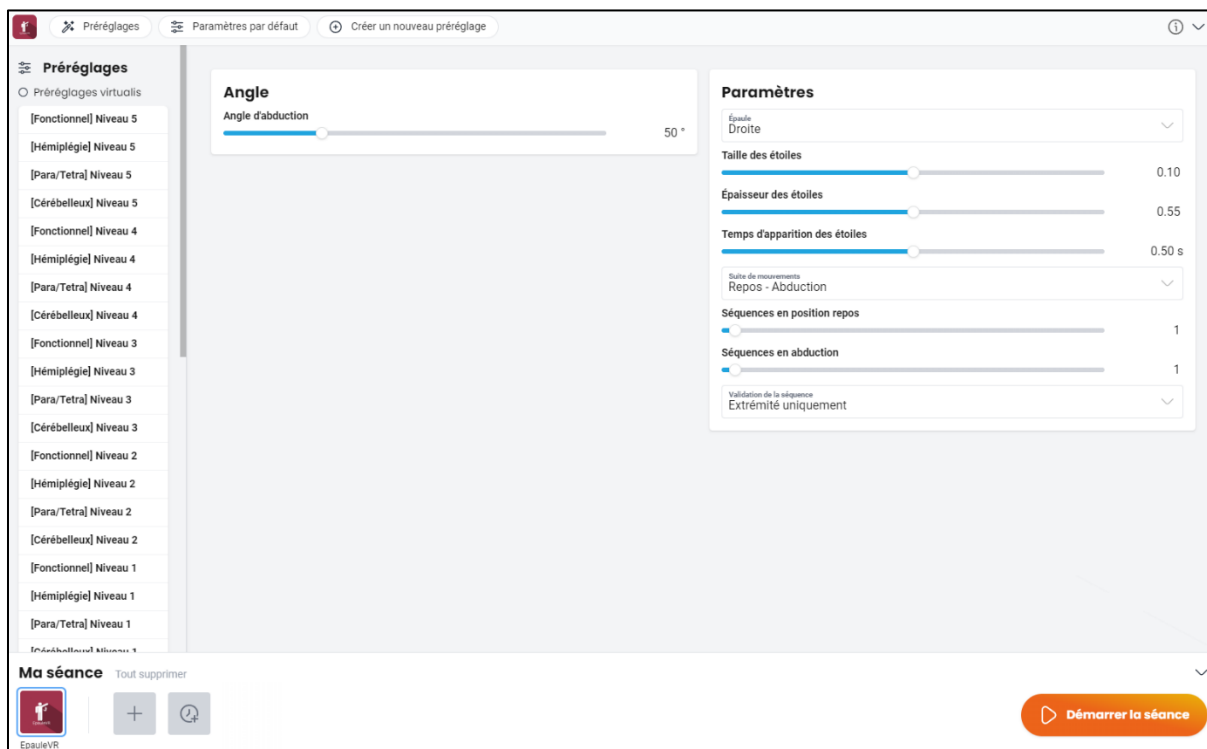 Préréglages
Paramètres par défaut
Créer un nouveau préréglage
Préréglages
Préréglages virtualis
[Fonctionnel] Niveau 5
[Hémiplégie] Niveau 5
[Para/Tetra] Niveau 5
[Cérébelleux] Niveau 5
[Fonctionnel] Niveau 4
[Hémiplégie] Niveau 4
[Para/Tetra] Niveau 4
[Cérébelleux] Niveau 4
[Fonctionnel] Niveau 3
[Hémiplégie] Niveau 3
[Para/Tetra] Niveau 3
[Cérébelleux] Niveau 3
[Fonctionnel] Niveau 2
[Hémiplégie] Niveau 2
[Para/Tetra] Niveau 2
[Cérébelleux] Niveau 2
[Fonctionnel] Niveau 1
[Hémiplégie] Niveau 1
[Para/Tetra] Niveau 1
[Cérébelleux] Niveau 1
Angle
Angle d'abduction
50 °
Paramètres
Épaule
Droite
Taille des étoiles
0.10
Épaisseur des étoiles
0.55
Temps d'apparition des étoiles
0.50 s
Suite de mouvements
Repos - Abduction
Séquences en position repos
1
Séquences en abduction
1
Validation de la séquence
Extrémité uniquement
Ma séance Tout supprimer
EpauleVR
Démarrer la séance